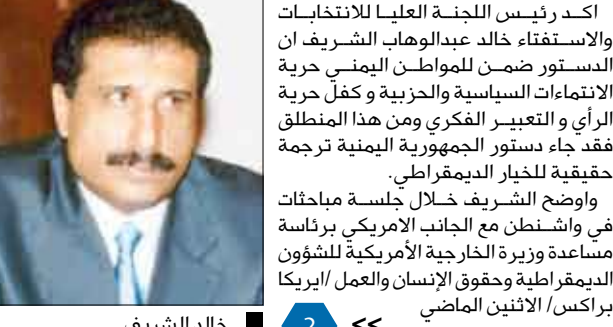 اكد رئيس اللجنة العليا للانتخابات
والاستفتاء خالد عبدالوهاب الشريف ان
الدستور ضمن للمواطن اليمني حرية
الانتماءات السياسية والحزبية و كفل حرية
الرأي و التعبير الفكري ومن هذا المنطلق
فقد جاء دستور الجمهورية اليمنية ترجمة
حقيقية للخيار الديمقراطي.
واوضح الشريف خلال جلسة مباحثات
في واشنطن مع الجانب الامريكي برئاسة
مساعدة وزيرة الخارجية الأمريكية للشؤون
الديمقراطية وحقوق الإنسان والعمل /ايريكا
براكس/ الاثنين الماضي
>> 2
خالد الشريف